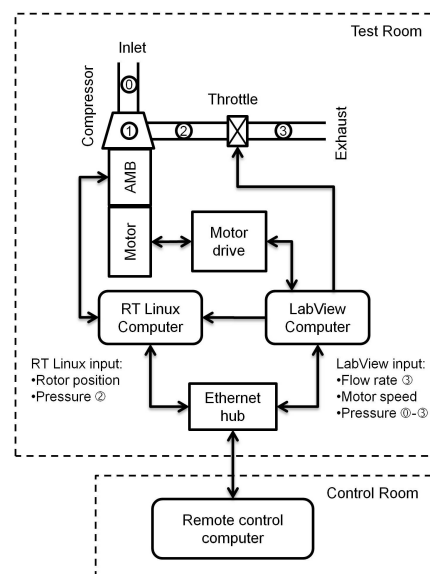 Test Room
Inlet
⓪
Compressor
Throttle
①
②
③
Exhaust
AMB
Motor
Motor
drive
RT Linux
Computer
LabView
Computer
RT Linux input:
•Rotor position
•Pressure ②
LabView input:
•Flow rate ③
•Motor speed
•Pressure ⓪-③
Ethernet
hub
Control Room
Remote control
computer